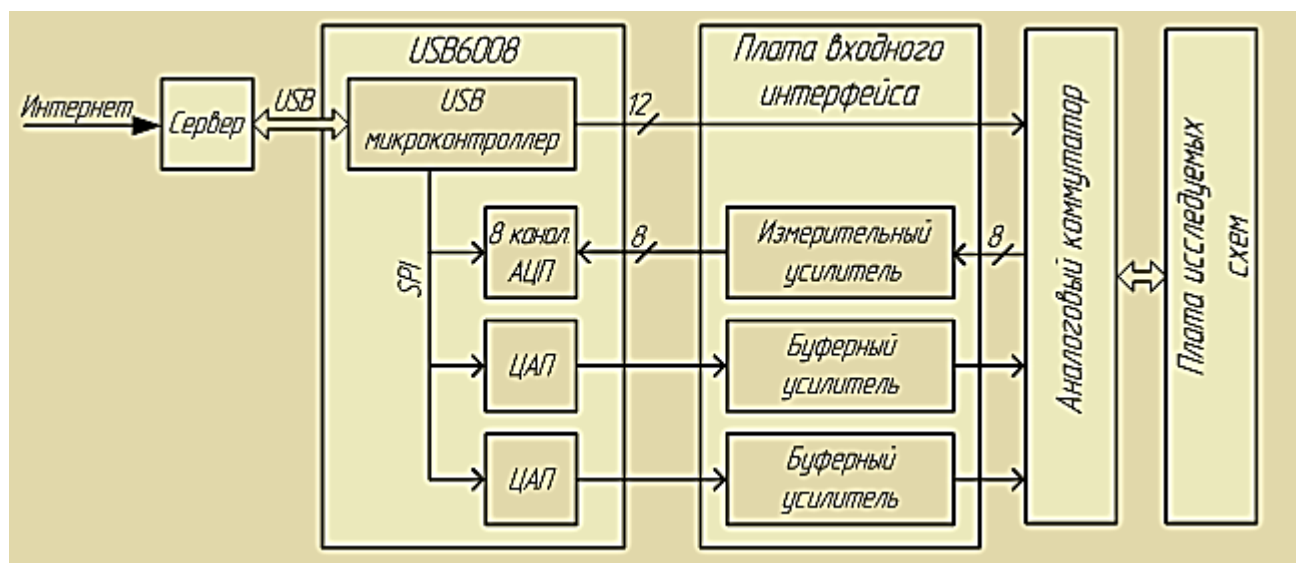 USB6008
Плата входного
интерфейса
Интернет
Сервер
USB
USB
микроконтроллер
12
SPI
8 канал.
АЦП
8
Измерительный
усилитель
8
ЦАП
Буферный
усилитель
ЦАП
Буферный
усилитель
Аналоговый коммутатор
Плата исследуемых
схем